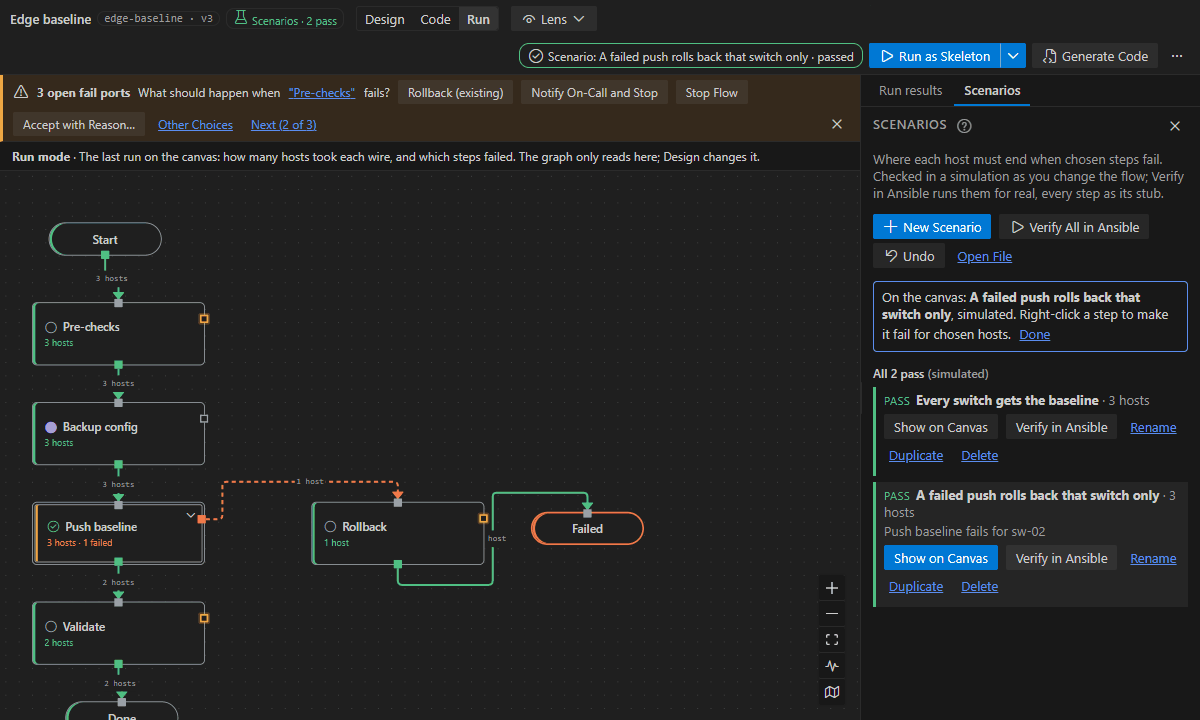 Edge baseline edge-baseline · v3 Scenarios · 2 pass Design Code Run Lens
Scenario: A failed push rolls back that switch only · passed Run as Skeleton Generate Code
3 open fail ports What should happen when "Pre-checks" fails? Rollback (existing) Notify On-Call and Stop Stop Flow
Accept with Reason... Other Choices Next (2 of 3)
Run mode · The last run on the canvas: how many hosts took each wire, and which steps failed. The graph only reads here; Design changes it.
Start
3 hosts
Pre-checks
3 hosts
3 hosts
Backup config
3 hosts
3 hosts
1 host
Push baseline
3 hosts · 1 failed
Rollback
1 host
host
Failed
2 hosts
Validate
2 hosts
2 hosts
Done
Run results Scenarios
SCENARIOS
Where each host must end when chosen steps fail.
Checked in a simulation as you change the flow; Verify
in Ansible runs them for real, every step as its stub.
New Scenario Verify All in Ansible
Undo Open File
On the canvas: A failed push rolls back that
switch only, simulated. Right-click a step to make
it fail for chosen hosts. Done
All 2 pass (simulated)
PASS Every switch gets the baseline · 3 hosts
Show on Canvas Verify in Ansible Rename
Duplicate Delete
PASS A failed push rolls back that switch only · 3
hosts
Push baseline fails for sw-02
Show on Canvas Verify in Ansible Rename
Duplicate Delete